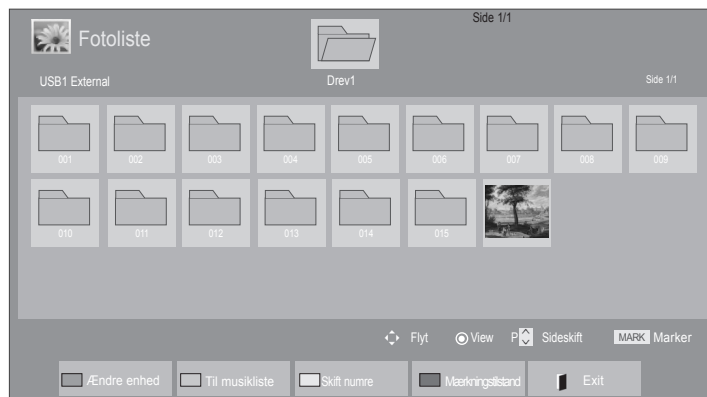 Side 1/1
Fotoliste
USB1 External
Drev1
Side 1/1
001 002 003 004 005 006 007 008 009
010 011 012 013 014 015
Flyt View P Sideskift MARK Marker
Ændre enhed Til musikliste Skift numre Mærkningstilstand Exit